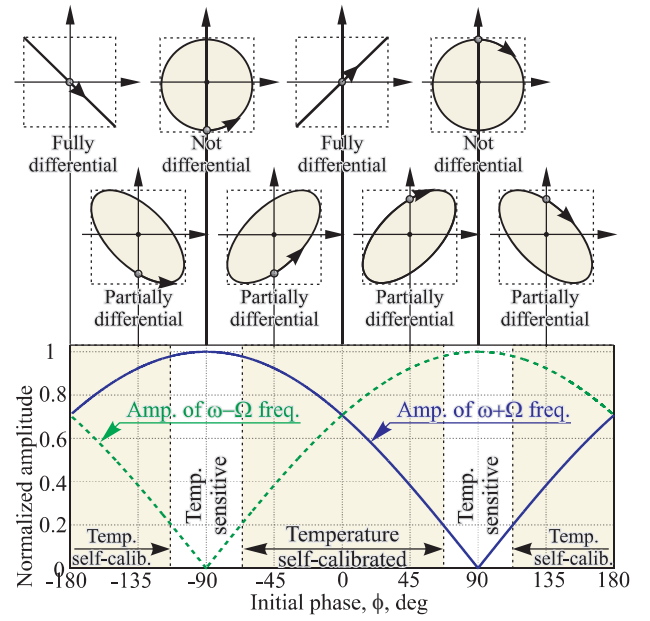 Fully
differential
Not
differential
Fully
differential
Not
differential
Partially
differential
Partially
differential
Partially
differential
Partially
differential
Normalized amplitude
1
0.8
0.6
0.4
0.2
0
Amp. of ω−Ω freq.
Amp. of ω+Ω freq.
Temp.
sensitive
Temp.
sensitive
Temp.
self-calib.
Temperature
self-calibrated
Temp.
self-calib.
-180 -135 -90 -45 0 45 90 135 180
Initial phase, ϕ, deg